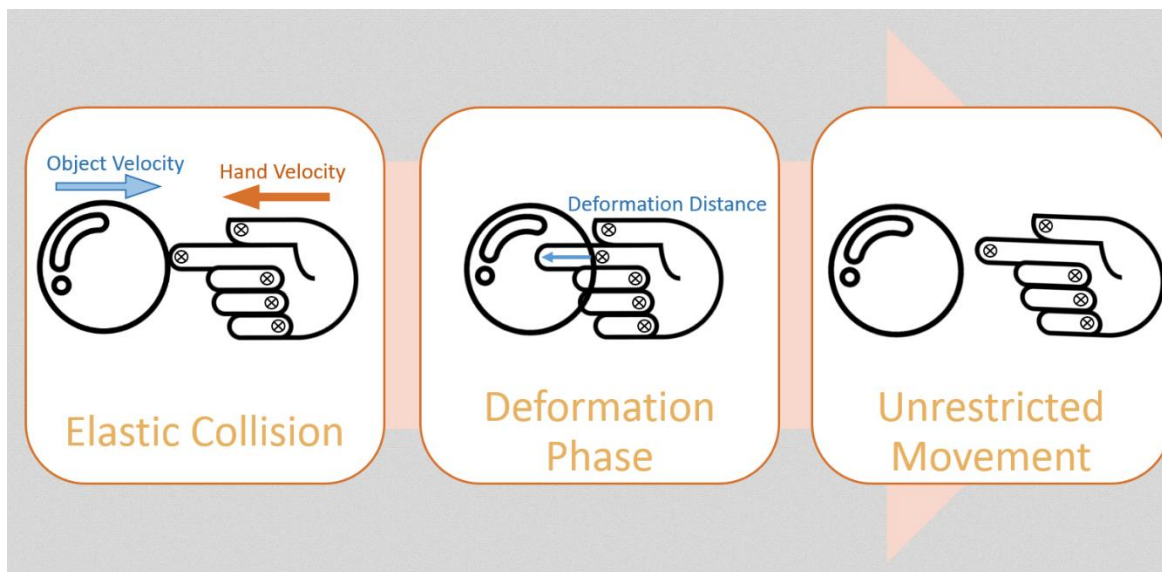 Object Velocity
Hand Velocity
Elastic Collision
Deformation Distance
Deformation
Phase
Unrestricted
Movement